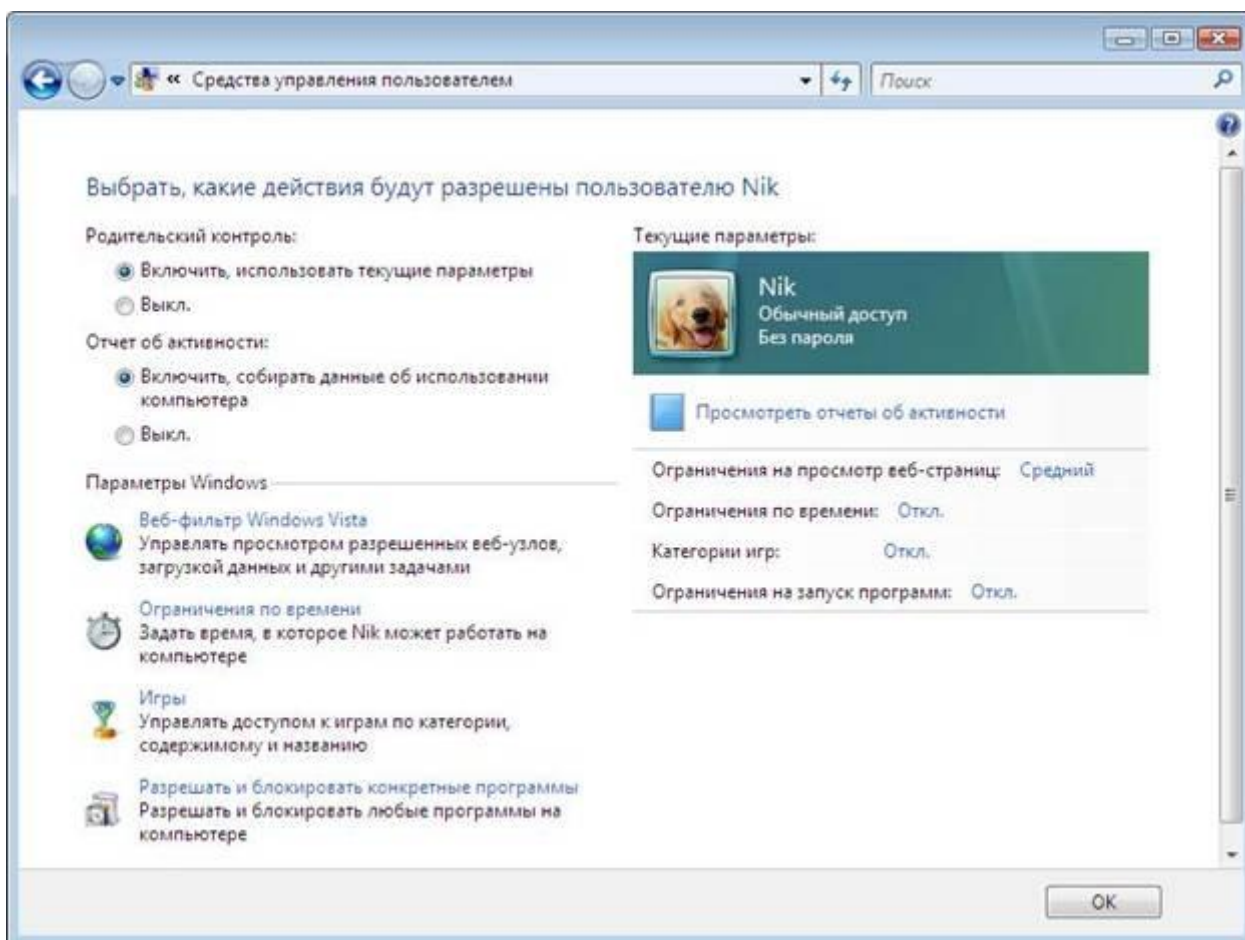 « Средства управления пользователем
Поиск
Выбрать, какие действия будут разрешены пользователю Nik
Родительский контроль:
Включить, использовать текущие параметры
Выкл.
Отчет об активности:
Включить, собирать данные об использовании
компьютера
Выкл.
Параметры Windows
Веб-фильтр Windows Vista
Управлять просмотром разрешенных веб-узлов,
загрузкой данных и другими задачами
Ограничения по времени
Задать время, в которое Nik может работать на
компьютере
Игры
Управлять доступом к играм по категории,
содержимому и названию
Разрешать и блокировать конкретные программы
Разрешать и блокировать любые программы на
компьютере
Текущие параметры:
Nik
Обычный доступ
Без пароля
Просмотреть отчеты об активности
Ограничения на просмотр веб-страниц: Средний
Ограничения по времени: Откл.
Категории игр: Откл.
Ограничения на запуск программ: Откл.
OK